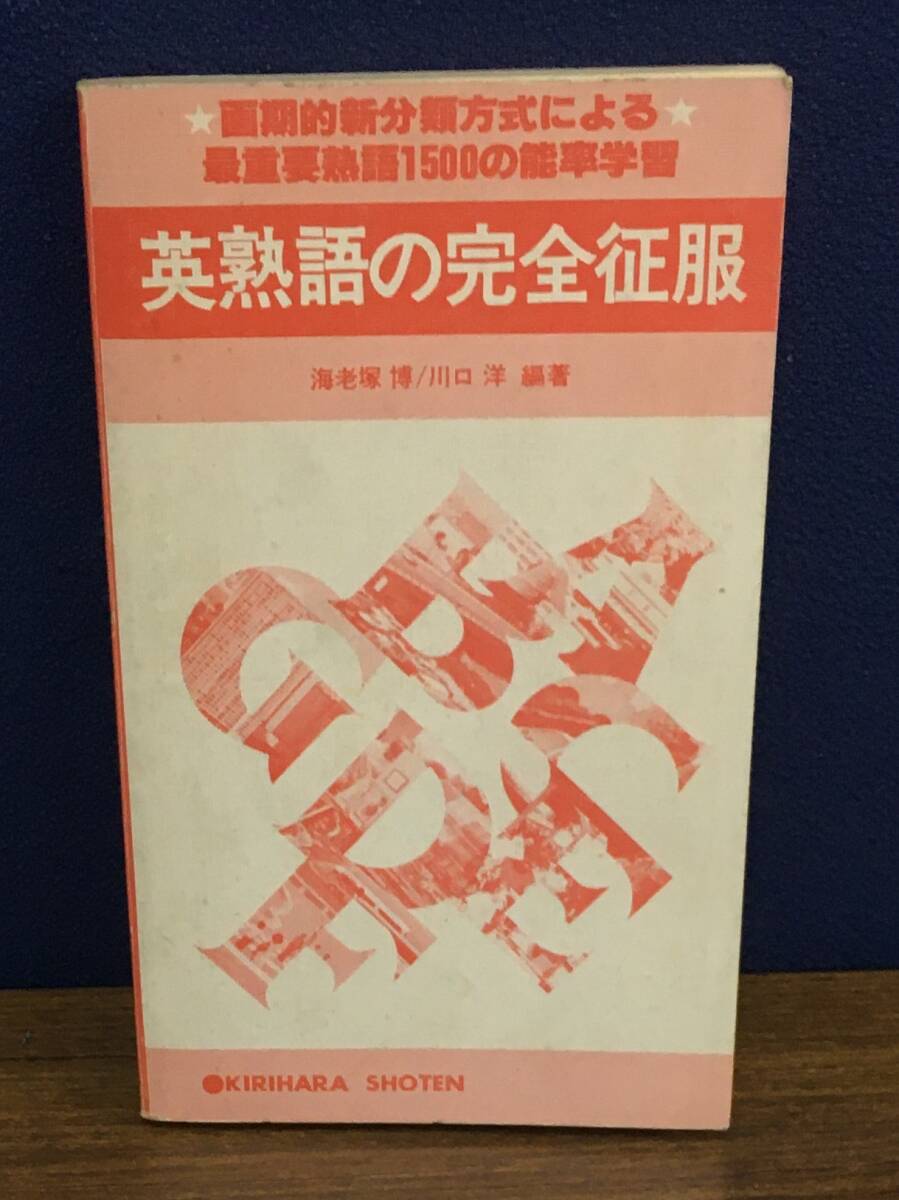 ★画期的新分類方式による★
最重要熟語1500の能率学習
英熟語の完全征服
海老塚 博/川口 洋 編著
●KIRIHARA SHOTEN